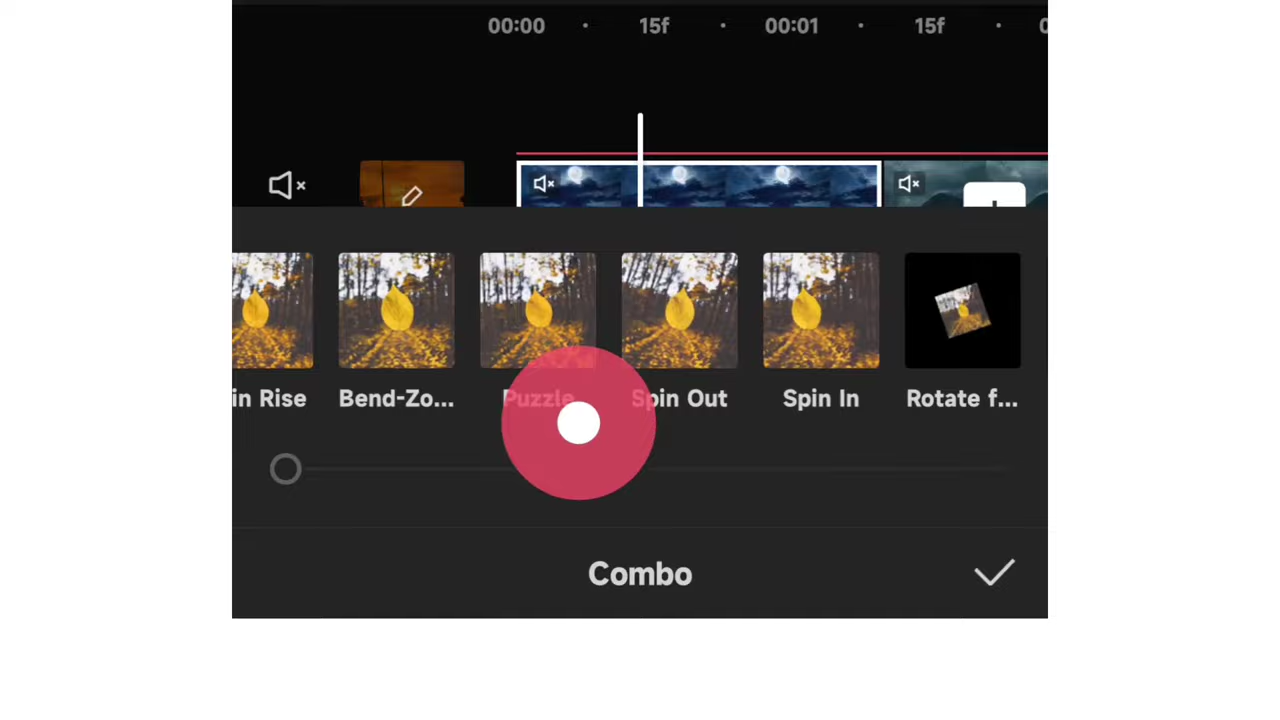 00:00 15f 00:01 15f
in Rise Bend-Zo... Puzzle Spin Out Spin In Rotate f...
Combo